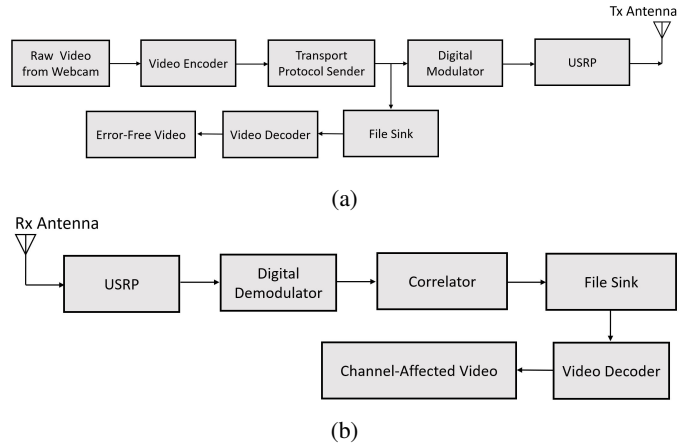 Tx Antenna
Raw Video
from Webcam
Video Encoder
Transport
Protocol Sender
Digital
Modulator
USRP
Error-Free Video
Video Decoder
File Sink
(a)
Rx Antenna
USRP
Digital
Demodulator
Correlator
File Sink
Channel-Affected Video
Video Decoder
(b)